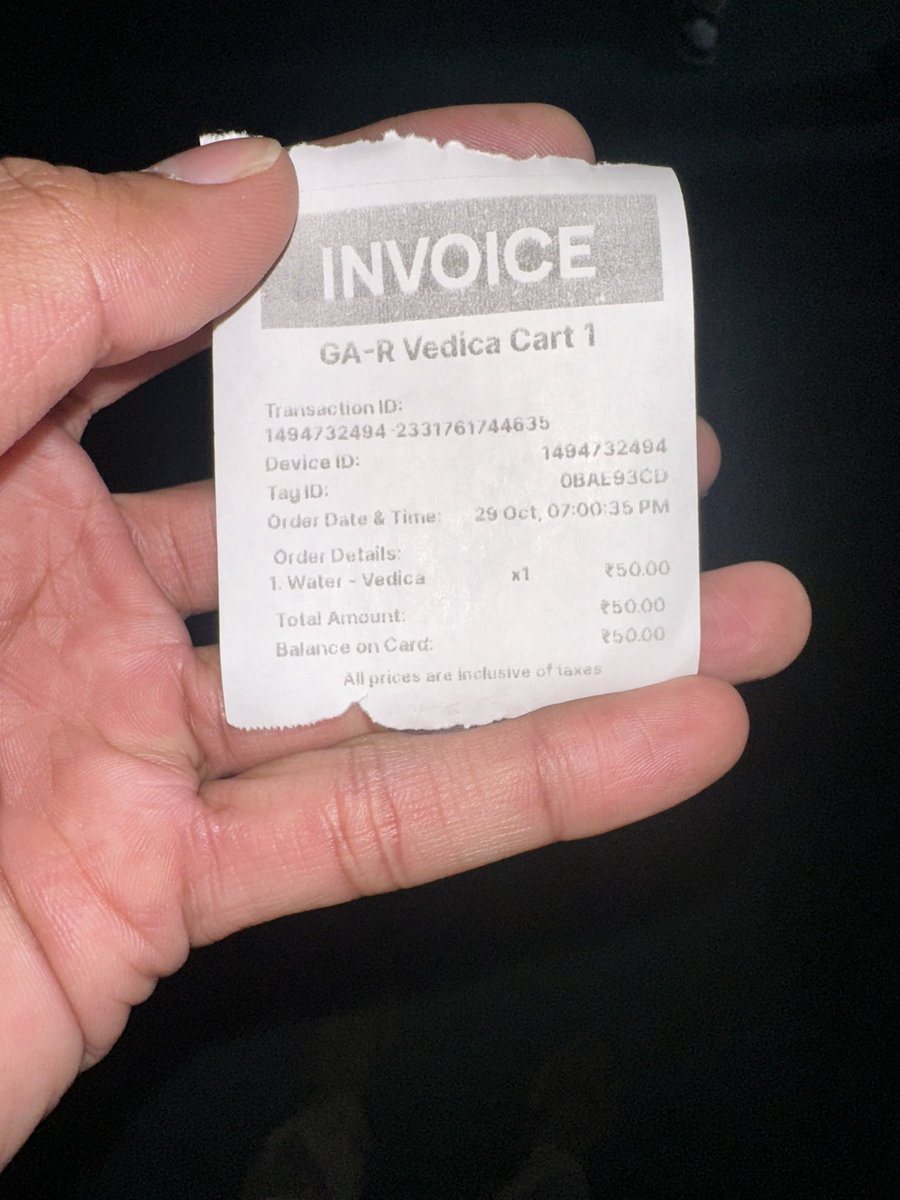 INVOICE
GA-R Vedica Cart 1
Transaction ID:
1494732494-2331761744635
Device ID: 1494732494
Tag ID: 0BAE93CD
Order Date & Time: 29 Oct, 07:00:35 PM
Order Details:
1. Water - Vedica x1 ₹50.00
Total Amount: ₹50.00
Balance on Card: ₹50.00
All prices are inclusive of taxes